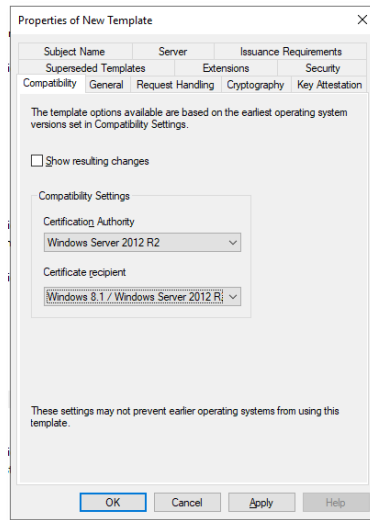 Properties of New Template
Subject Name Server Issuance Requirements
Superseded Templates Extensions Security
Compatibility General Request Handling Cryptography Key Attestation
The template options available are based on the earliest operating system
versions set in Compatibility Settings.
Show resulting changes
Compatibility Settings
Certification Authority
Windows Server 2012 R2
Certificate recipient
Windows 8.1 / Windows Server 2012 R
These settings may not prevent earlier operating systems from using this
template.
OK Cancel Apply Help